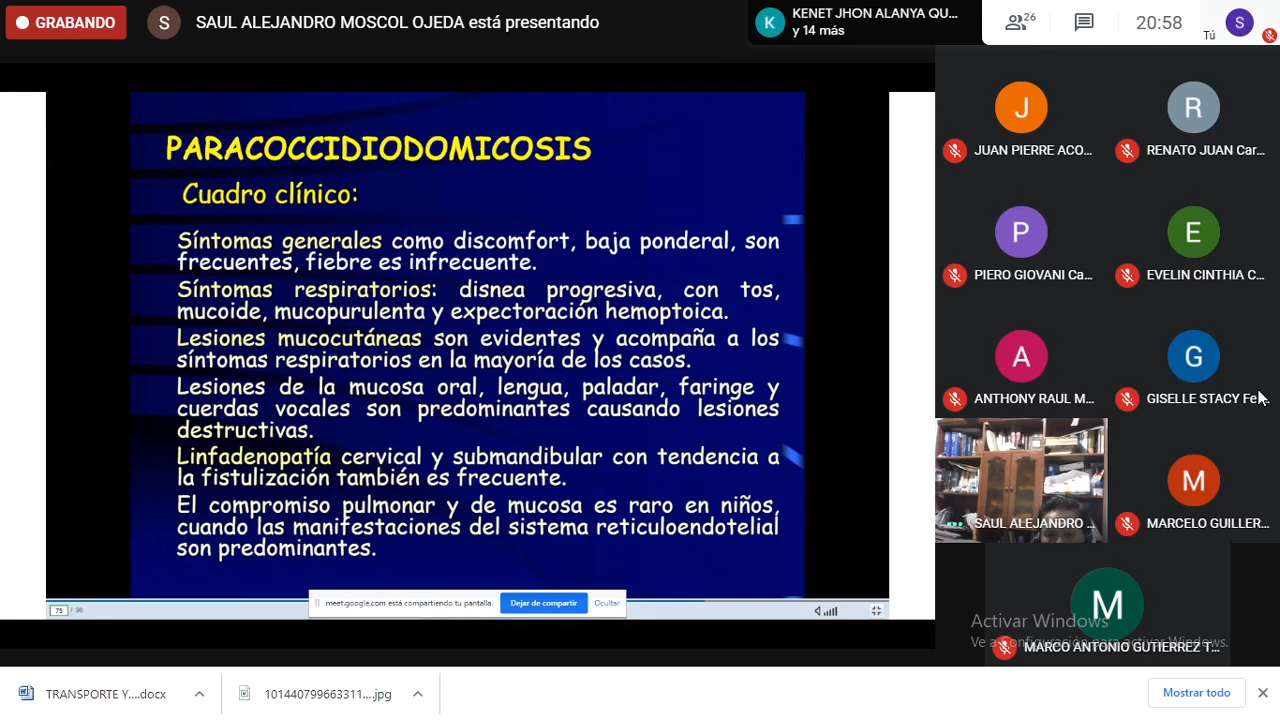 GRABANDO
S
SAUL ALEJANDRO MOSCOL OJEDA está presentando
K
KENET JHON ALANYA QU...
y 14 más
26
20:58
Tú
S
PARACOCCIDIODOMICOSIS
Cuadro clínico:
Síntomas generales como discomfort, baja ponderal, son
frecuentes, fiebre es infrecuente.
Síntomas respiratorios: disnea progresiva, con tos,
mucoide, mucopurulenta y expectoración hemoptoica.
Lesiones mucocutáneas son evidentes y acompaña a los
síntomas respiratorios en la mayoría de los casos.
Lesiones de la mucosa oral, lengua, paladar, faringe y
cuerdas vocales son predominantes causando lesiones
destructivas.
Linfadenopatía cervical y submandibular con tendencia a
la fistulización también es frecuente.
El compromiso pulmonar y de mucosa es raro en niños,
cuando las manifestaciones del sistema reticuloendotelial
son predominantes.
meet.google.com está compartiendo tu pantalla.
Dejar de compartir
Ocultar
75 / 98
J
JUAN PIERRE ACO...
R
RENATO JUAN Car...
P
PIERO GIOVANI Ca...
E
EVELIN CINTHIA C...
A
ANTHONY RAUL M...
G
GISELLE STACY Fe...
SAUL ALEJANDRO ...
M
MARCELO GUILLER...
M
MARCO ANTONIO GUTIERREZ T...
Activar Windows
Ve a Configuración para activar Windows.
TRANSPORTE Y....docx
101440799663311....jpg
Mostrar todo